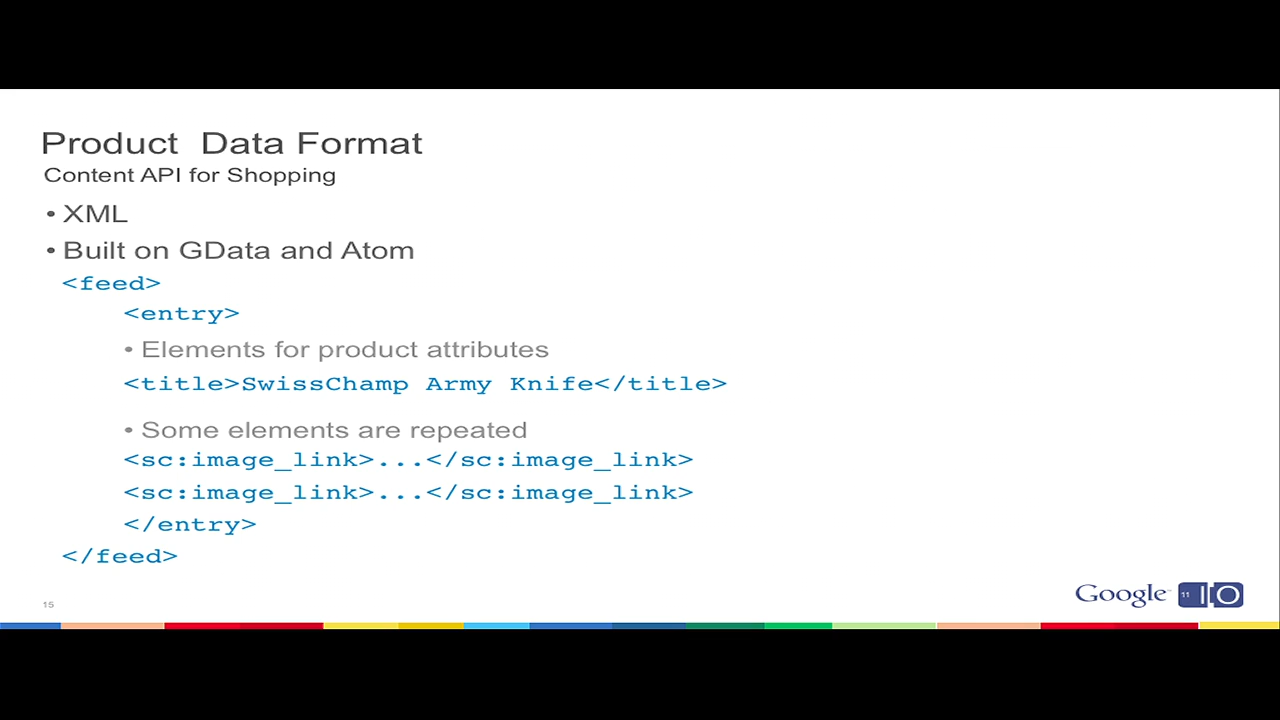 Product  Data Format
Content API for Shopping
• XML
• Built on GData and Atom
<feed>
<entry>
• Elements for product attributes
<title>SwissChamp Army Knife</title>
• Some elements are repeated
<sc:image_link>...</sc:image_link>
<sc:image_link>...</sc:image_link>
</entry>
</feed>
15
Google 11 IO